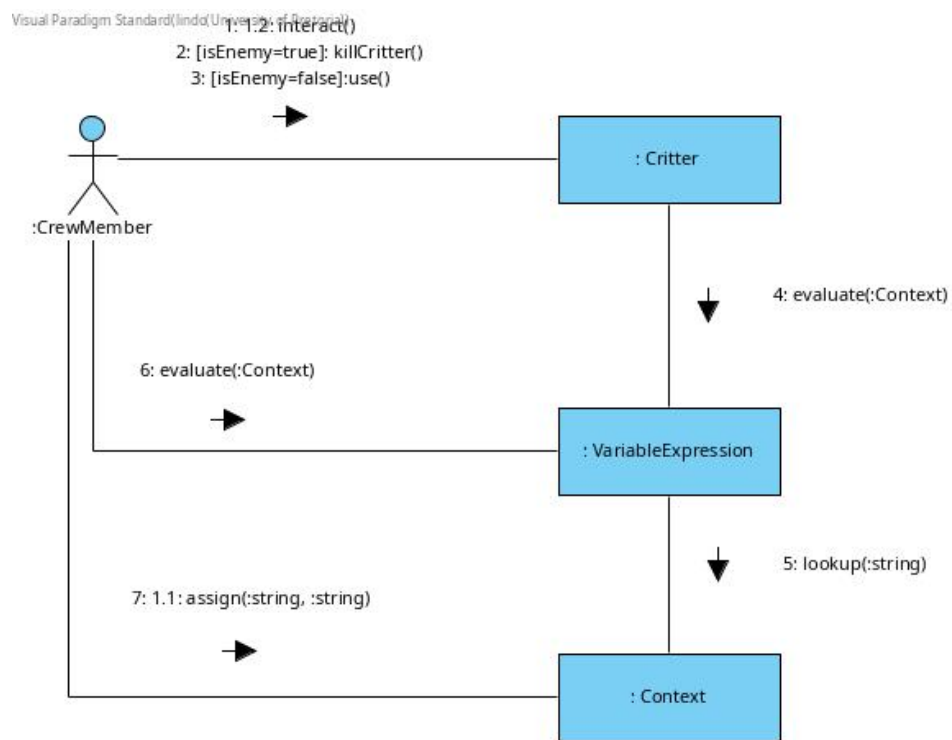 Visual Paradigm Standard(lindo(University of Pretoria))
1: 1.2: interact()
2: [isEnemy=true]: killCritter()
3: [isEnemy=false]:use()
: Critter
:CrewMember
4: evaluate(:Context)
6: evaluate(:Context)
: VariableExpression
5: lookup(:string)
7: 1.1: assign(:string, :string)
: Context